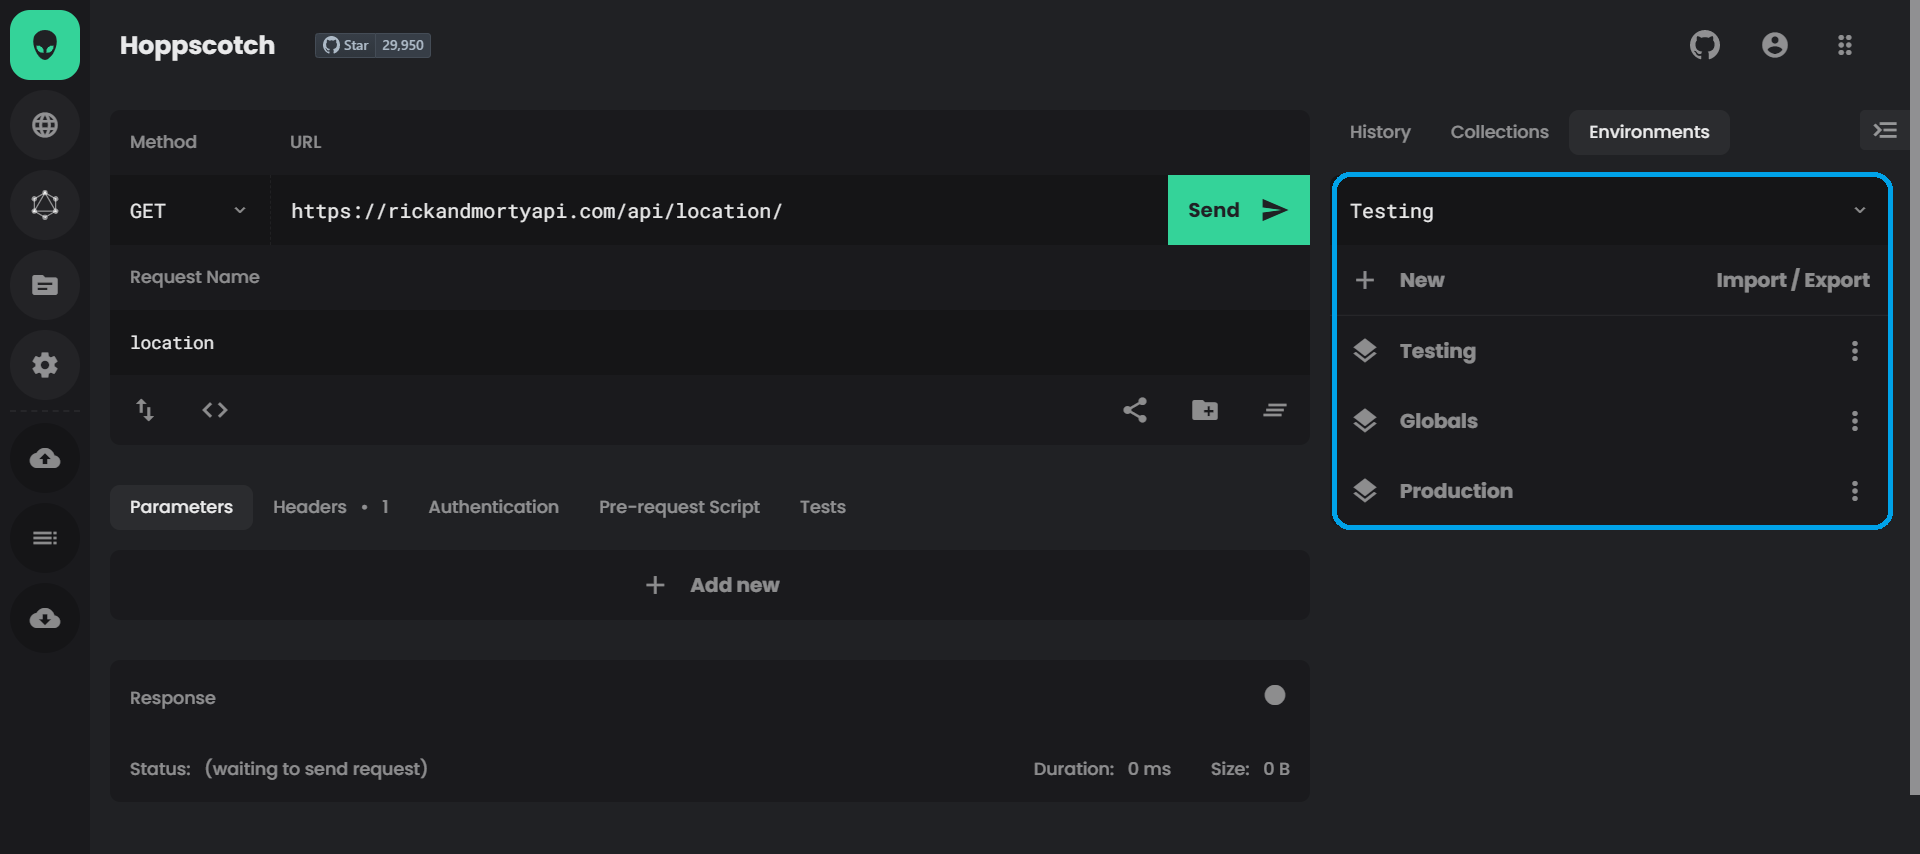 Hoppscotch
Star 29,950
Method URL
GET https://rickandmortyapi.com/api/location/ Send
Request Name
location
Parameters Headers • 1 Authentication Pre-request Script Tests
Add new
Response
Status: (waiting to send request) Duration: 0 ms Size: 0 B
History Collections Environments
Testing
New Import / Export
Testing
Globals
Production